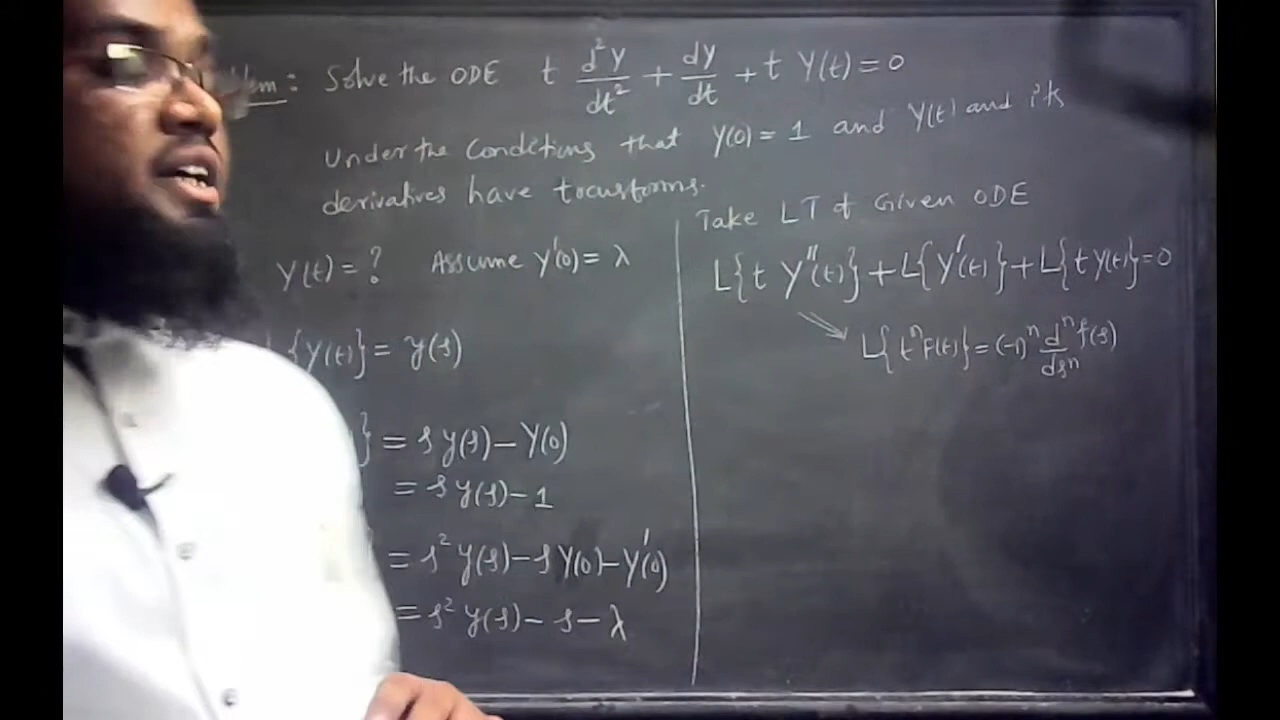 blem: Solve the ODE t d²Y/dt² + dY/dt + t Y(t) = 0
Under the conditions that Y(0) = 1 and Y(t) and its
derivatives have transforms.
Y(t) = ? Assume Y'(0) = λ
{Y(t)} = y(s)
} = s y(s) - Y(0)
= s y(s) - 1
= s² y(s) - s Y(0) - Y'(0)
= s² y(s) - s - λ
Take LT of Given ODE
L{t Y''(t)} + L{Y'(t)} + L{t Y(t)} = 0
⇒ L{tⁿ F(t)} = (-1)ⁿ dⁿ/dsⁿ f(s)